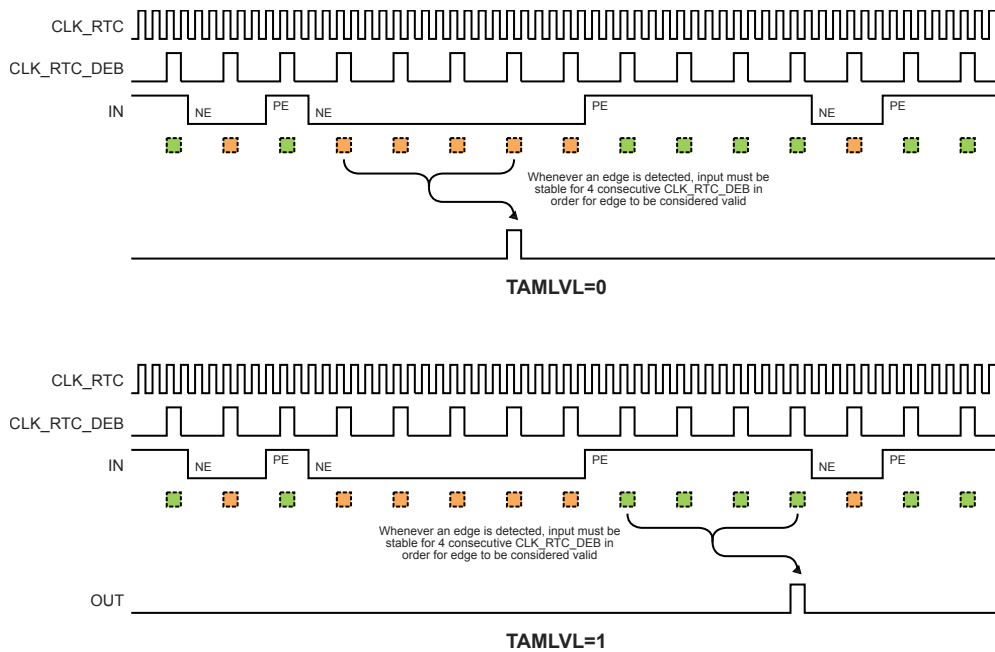 CLK_RTC
CLK_RTC_DEB
IN
NE
PE
NE
PE
NE
PE
Whenever an edge is detected, input must be
stable for 4 consecutive CLK_RTC_DEB in
order for edge to be considered valid
TAMLVL=0
CLK_RTC
CLK_RTC_DEB
IN
NE
PE
NE
PE
NE
PE
Whenever an edge is detected, input must be
stable for 4 consecutive CLK_RTC_DEB in
order for edge to be considered valid
OUT
TAMLVL=1